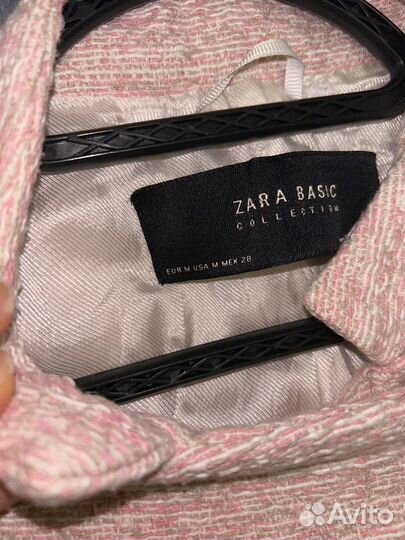 ZARA BASIC
COLLECTION
EUR M USA M MEX 28
Avito